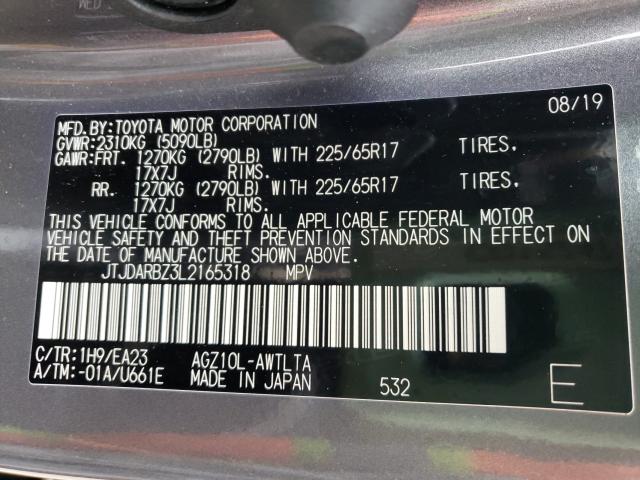 WED
08/19
MFD.BY:TOYOTA MOTOR CORPORATION
GVWR:2310KG (5090LB)
GAWR:FRT. 1270KG (2790LB) WITH 225/65R17 TIRES.
17X7J RIMS.
RR. 1270KG (2790LB) WITH 225/65R17 TIRES.
17X7J RIMS.
THIS VEHICLE CONFORMS TO ALL APPLICABLE FEDERAL MOTOR
VEHICLE SAFETY AND THEFT PREVENTION STANDARDS IN EFFECT ON
THE DATE OF MANUFACTURE SHOWN ABOVE.
JTJDARBZ3L2165318 MPV
C/TR:1H9/EA23 AGZ10L-AWTLTA
A/TM:-01A/U661E MADE IN JAPAN 532 E